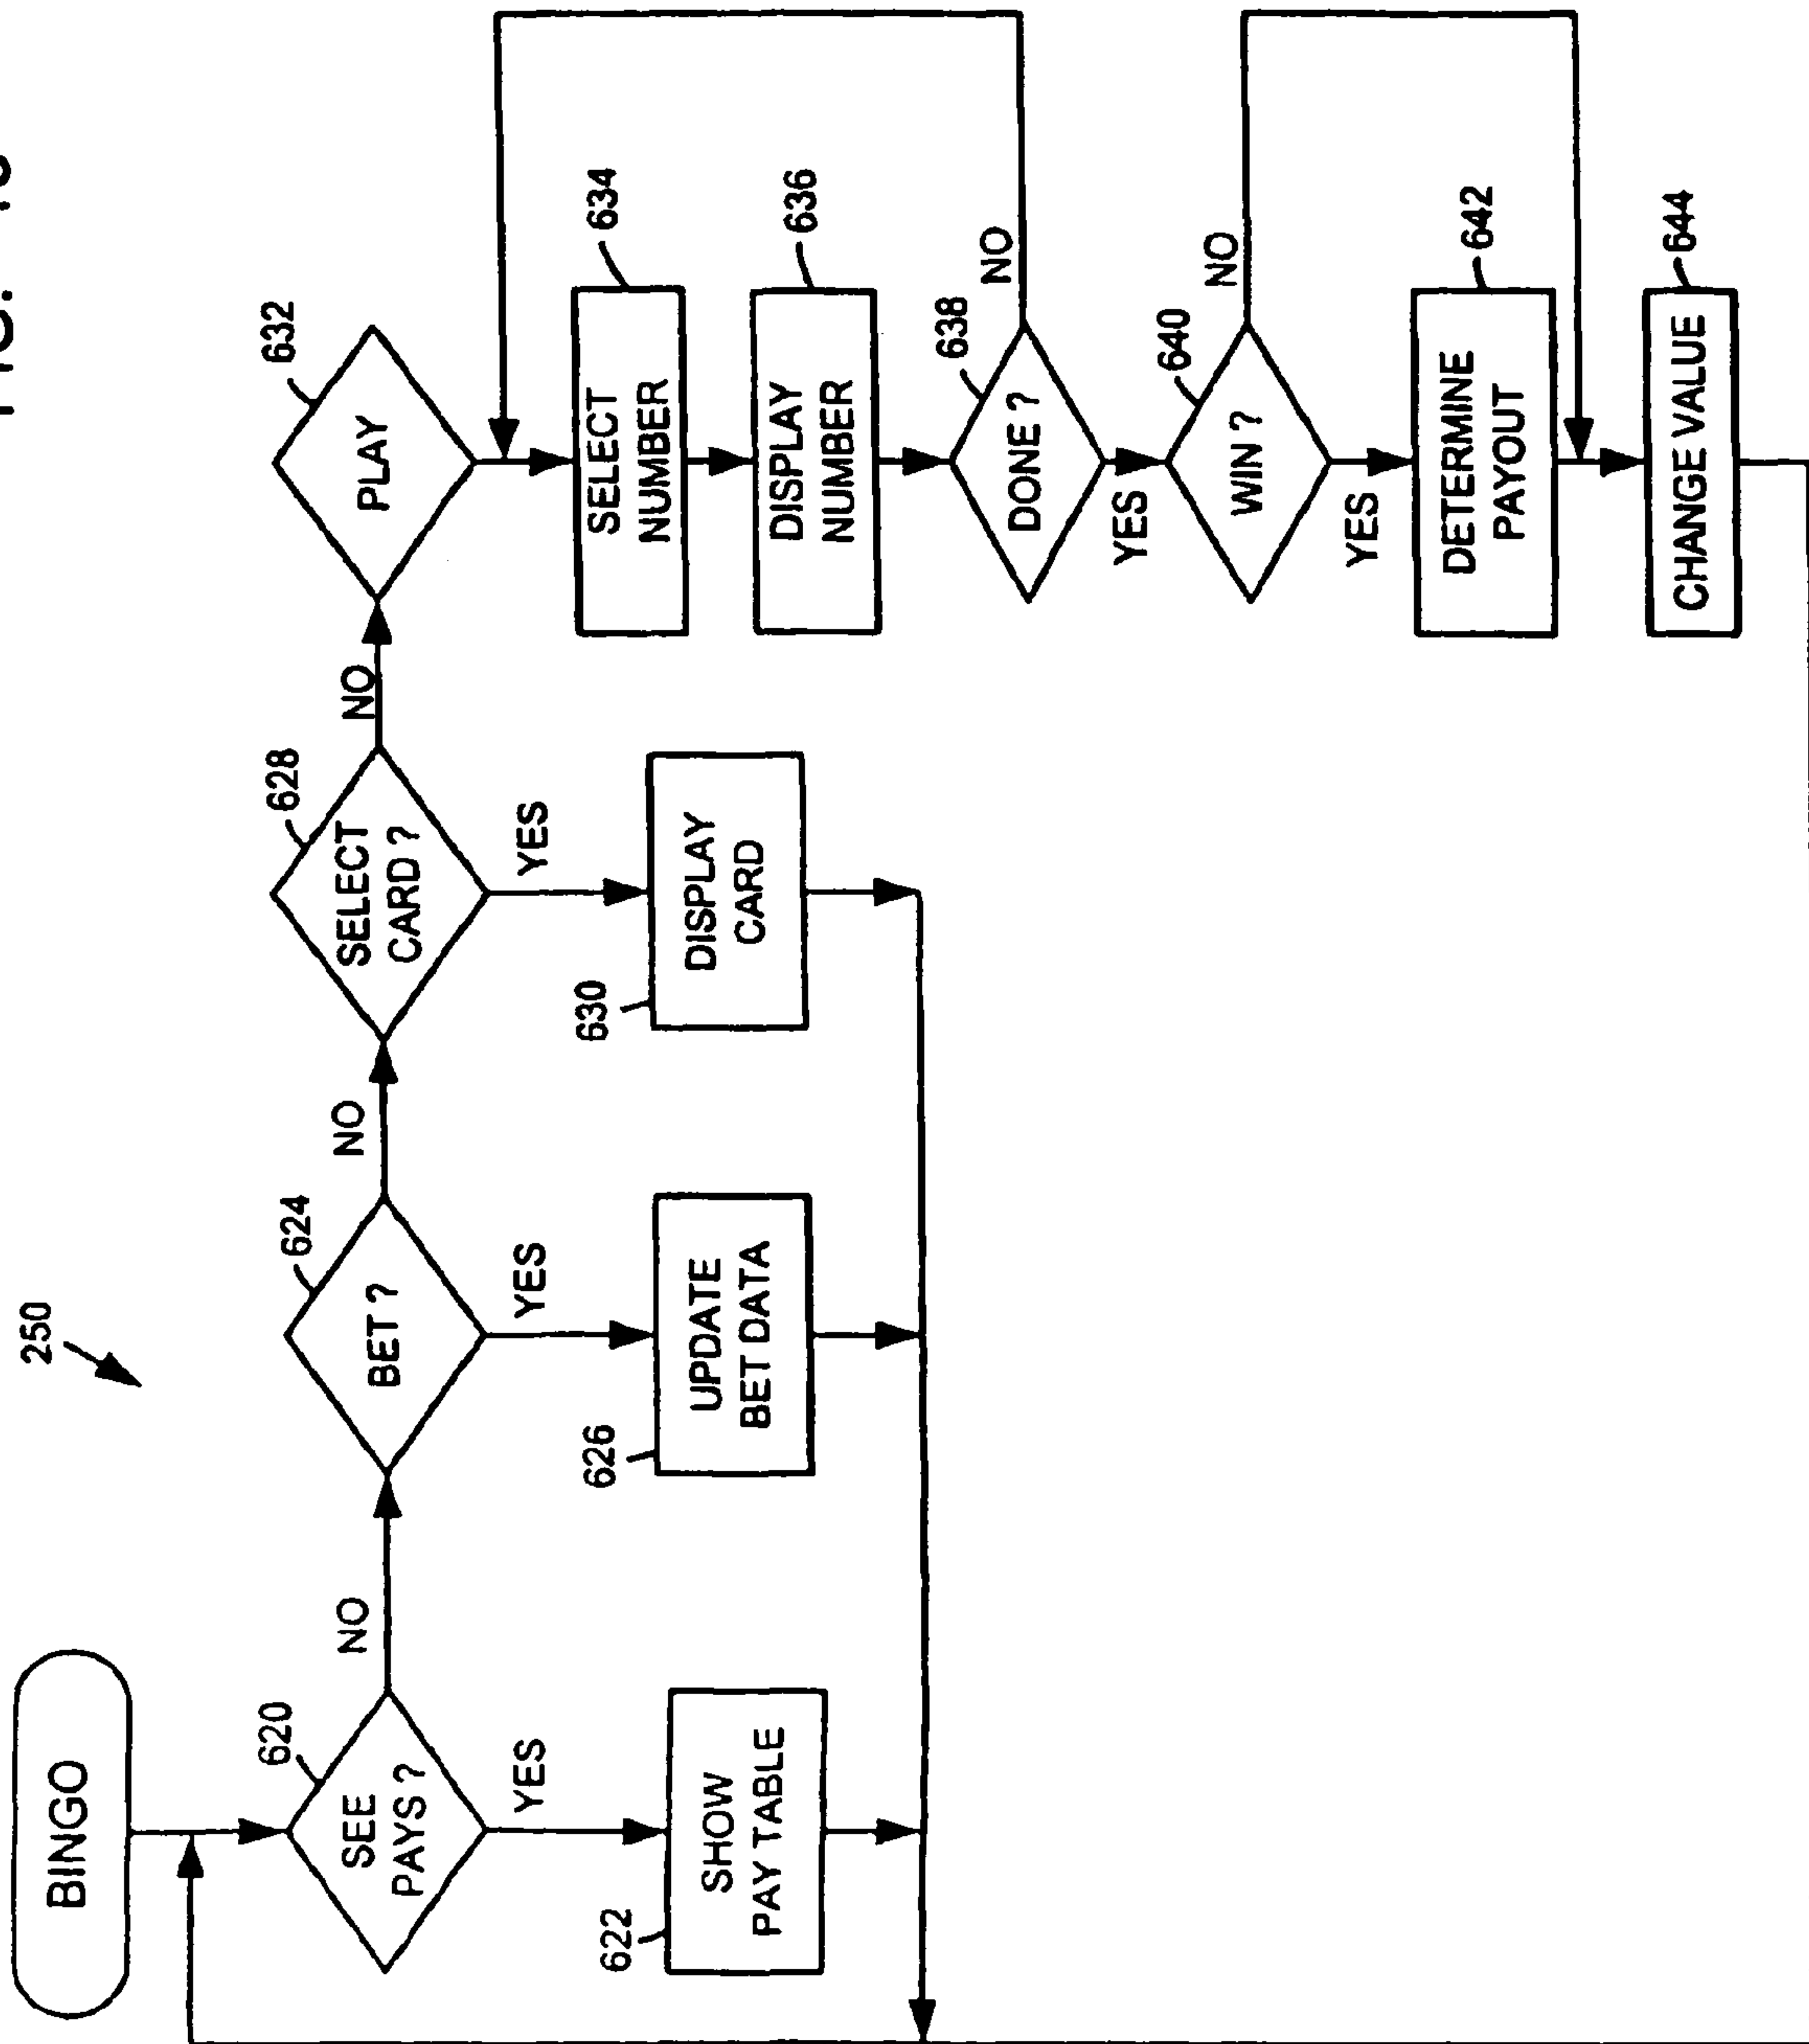 250
BINGO
620
SEE
PAYS ?
NO
YES
622
SHOW
PAY TABLE
624
BET ?
NO
YES
626
UPDATE
BET DATA
628
SELECT
CARD ?
NO
YES
630
DISPLAY
CARD
632
PLAY
634
SELECT
NUMBER
636
DISPLAY
NUMBER
638
DONE ?
NO
YES
640
WIN ?
NO
YES
642
DETERMINE
PAYOUT
644
CHANGE VALUE